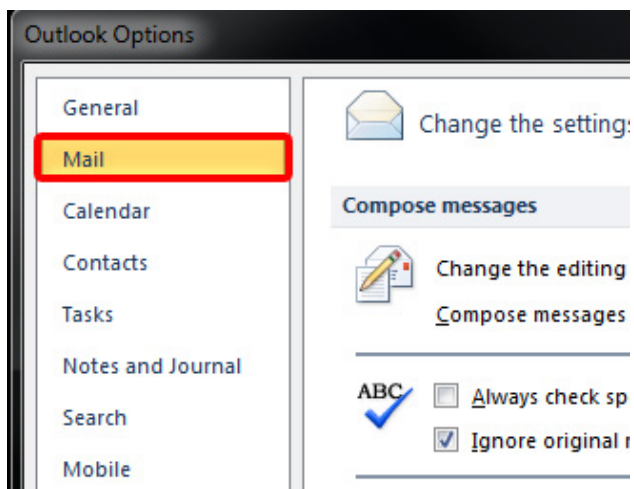 Outlook Options
General
Mail
Calendar
Contacts
Tasks
Notes and Journal
Search
Mobile
Change the settings
Compose messages
Change the editing
Compose messages
ABC
Always check sp
Ignore original